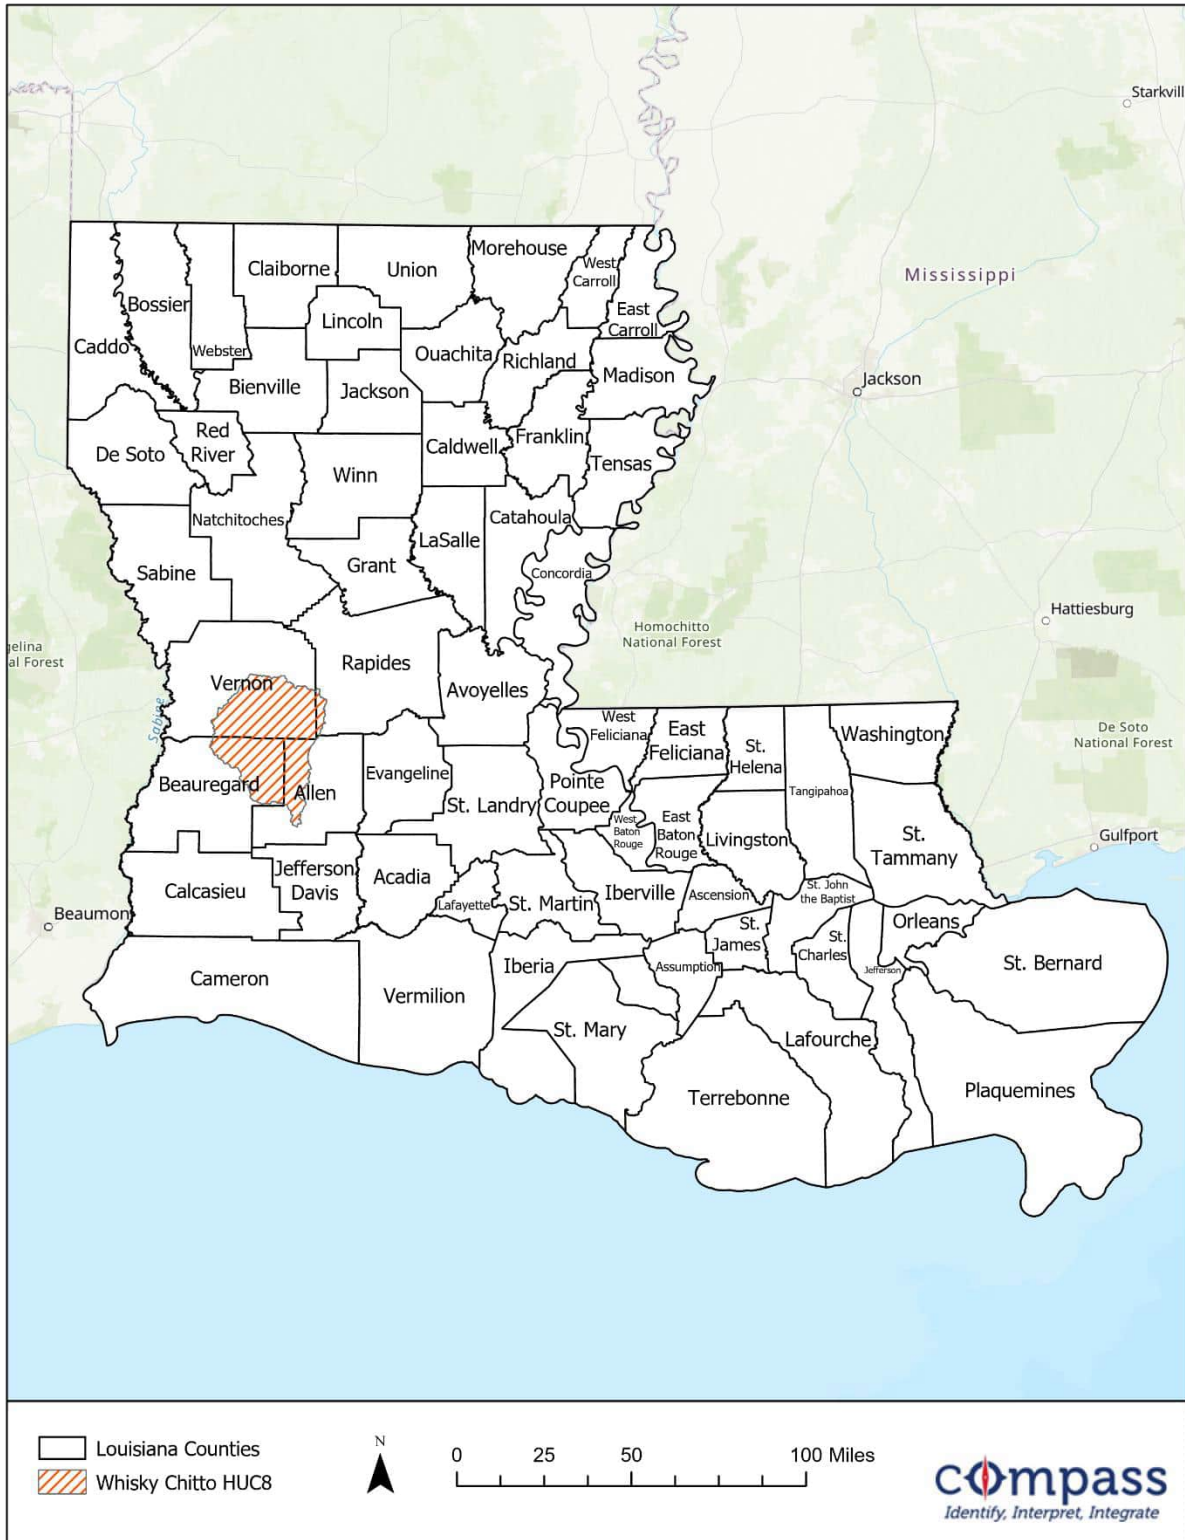 Starkvill
Mississippi
Jackson
Hattiesburg
Homochitto
National Forest
gelina
al Forest
Sabine
De Soto
National Forest
Gulfport
Beaumon
Morehouse
West
Carroll
Claiborne
Union
Bossier
Lincoln
East
Carroll
Caddo
Webster
Ouachita
Richland
Madison
Bienville
Jackson
Red
River
De Soto
Caldwell
Franklin
Tensas
Winn
Natchitoches
Catahoula
LaSalle
Sabine
Grant
Concordia
Rapides
Vernon
Avoyelles
West
Feliciana
East
Feliciana
St.
Helena
Washington
Beauregard
Allen
Evangeline
St. Landry
Pointe
Coupee
Tangipahoa
West
Baton
Rouge
East
Baton
Rouge
Livingston
St.
Tammany
Calcasieu
Jefferson
Davis
Acadia
Lafayette
St. Martin
Iberville
Ascension
St. John
the Baptist
Orleans
St.
James
St.
Charles
Cameron
Vermilion
Iberia
Assumption
Jefferson
St. Bernard
St. Mary
Lafourche
Terrebonne
Plaquemines
Louisiana Counties
Whisky Chitto HUC8
N
0 25 50 100 Miles
compass
Identify, Interpret, Integrate